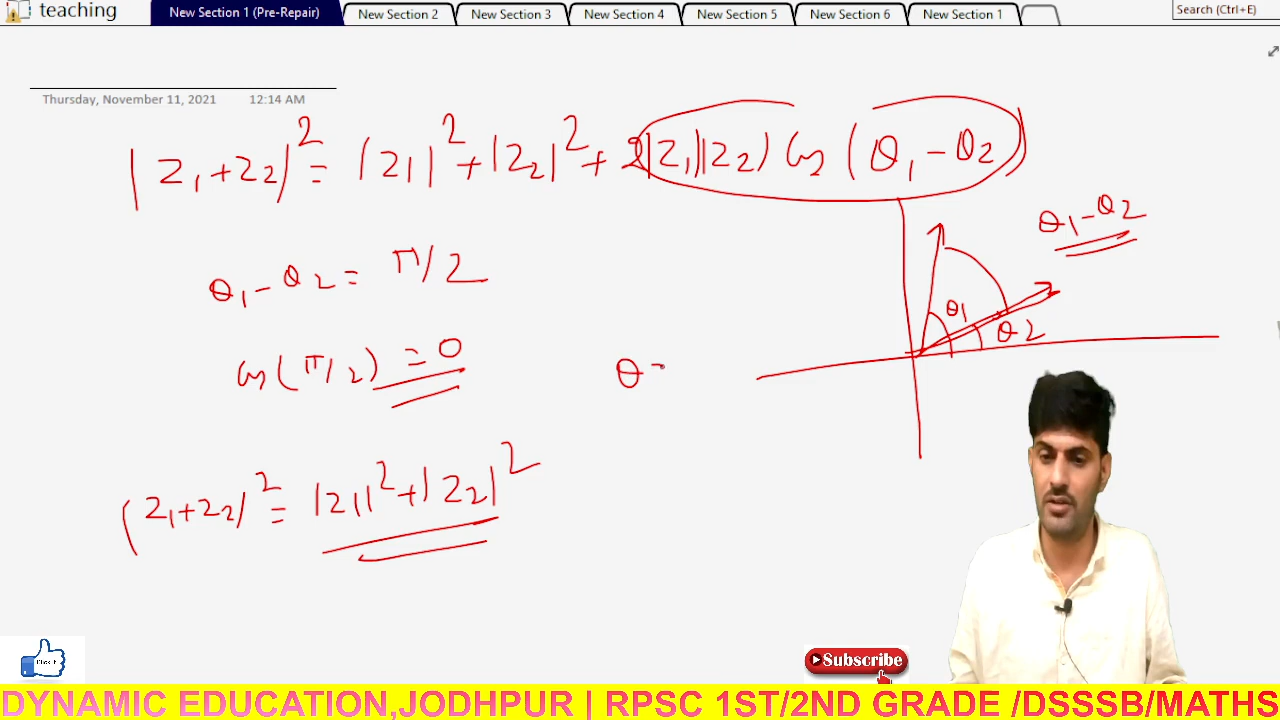 teaching
New Section 1 (Pre-Repair)
New Section 2
New Section 3
New Section 4
New Section 5
New Section 6
New Section 1
Search (Ctrl+E)
Thursday, November 11, 2021 12:14 AM
|z₁+z₂|² = |z₁|² + |z₂|² + 2|z₁||z₂| cos(θ₁-θ₂)
θ₁-θ₂
θ₁-θ₂ = π/2
θ₁
θ₂
cos(π/2) = 0
θ
|z₁+z₂|² = |z₁|²+|z₂|²
Subscribe
DYNAMIC EDUCATION,JODHPUR | RPSC 1ST/2ND GRADE /DSSSB/MATHS